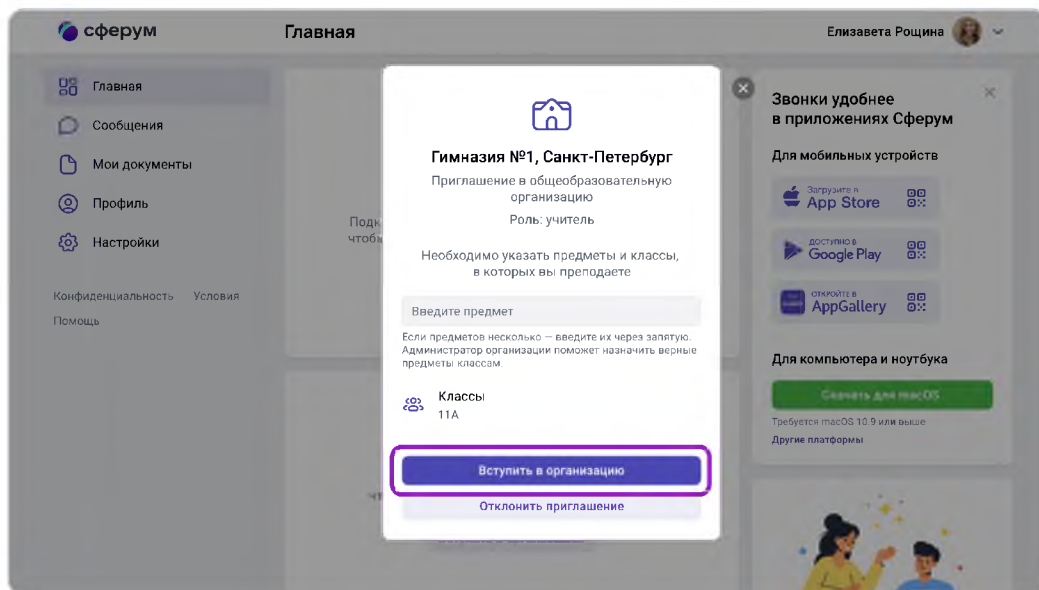 сферум
Главная
Елизавета Рощина
Главная
Сообщения
Мои документы
Профиль
Настройки
Конфиденциальность Условия
Помощь
Гимназия №1, Санкт-Петербург
Приглашение в общеобразовательную
организацию
Роль: учитель
Необходимо указать предметы и классы,
в которых вы преподаете
Введите предмет
Если предметов несколько — введите их через запятую.
Администратор организации поможет назначить верные
предметы классам.
Классы
11А
Вступить в организацию
Отклонить приглашение
Звонки удобнее
в приложениях Сферум
Для мобильных устройств
Загрузите в
App Store
ДОСТУПНО В
Google Play
ОТКРОЙТЕ В
AppGallery
Для компьютера и ноутбука
Скачать для macOS
Требуется macOS 10.9 или выше
Другие платформы